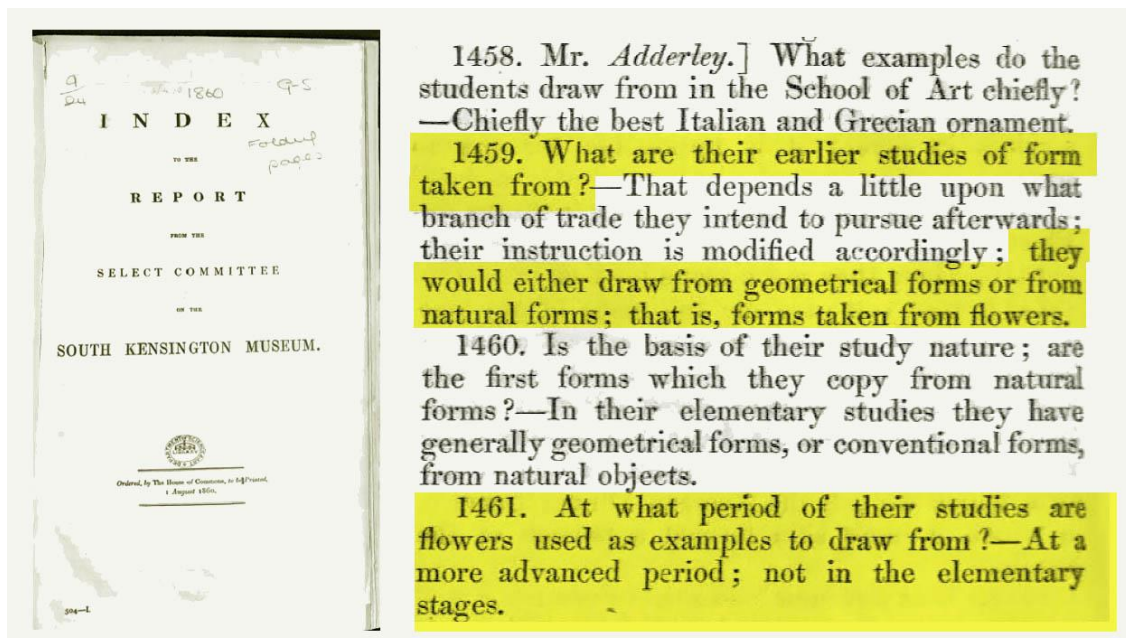 9
24
1860
9-S
INDEX
Folding
pages
TO THE
REPORT
FROM THE
SELECT COMMITTEE
ON THE
SOUTH KENSINGTON MUSEUM.
Ordered, by The House of Commons, to be Printed,
1 August 1860.
504—I.
1458. Mr. Adderley.] What examples do the
students draw from in the School of Art chiefly?
—Chiefly the best Italian and Grecian ornament.
1459. What are their earlier studies of form
taken from?—That depends a little upon what
branch of trade they intend to pursue afterwards;
their instruction is modified accordingly; they
would either draw from geometrical forms or from
natural forms; that is, forms taken from flowers.
1460. Is the basis of their study nature; are
the first forms which they copy from natural
forms?—In their elementary studies they have
generally geometrical forms, or conventional forms,
from natural objects.
1461. At what period of their studies are
flowers used as examples to draw from?—At a
more advanced period; not in the elementary
stages.